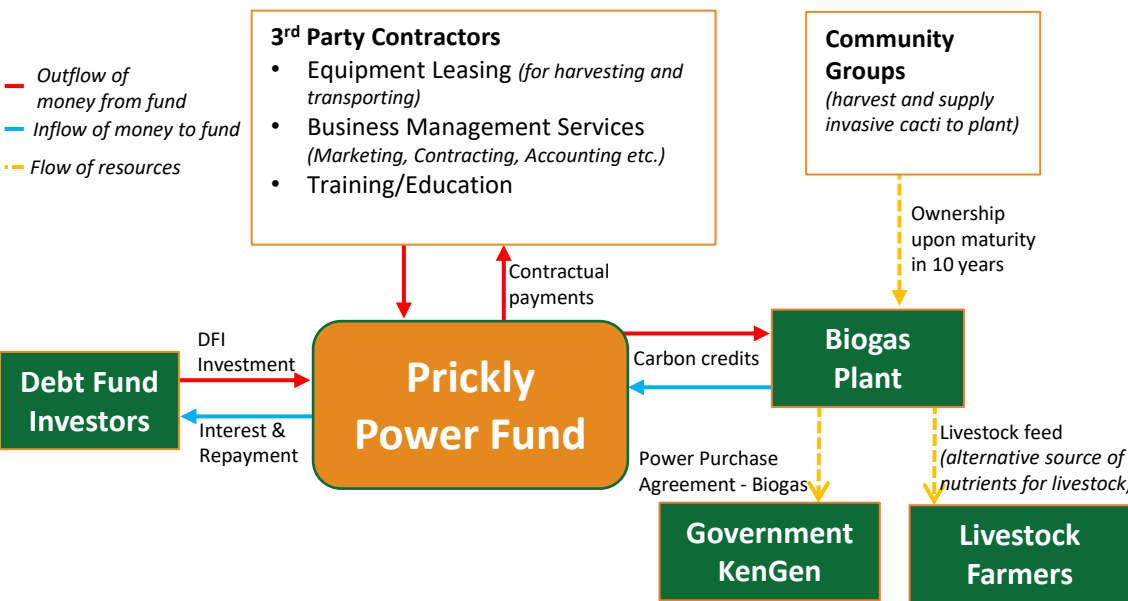 Outflow of
money from fund
Inflow of money to fund
Flow of resources
3rd Party Contractors
• Equipment Leasing (for harvesting and
transporting)
• Business Management Services
(Marketing, Contracting, Accounting etc.)
• Training/Education
Community
Groups
(harvest and supply
invasive cacti to plant)
Contractual
payments
Ownership
upon maturity
in 10 years
Debt Fund
Investors
DFI
Investment
Interest &
Repayment
Prickly
Power Fund
Carbon credits
Biogas
Plant
Power Purchase
Agreement - Biogas
Livestock feed
(alternative source of
nutrients for livestock)
Government
KenGen
Livestock
Farmers